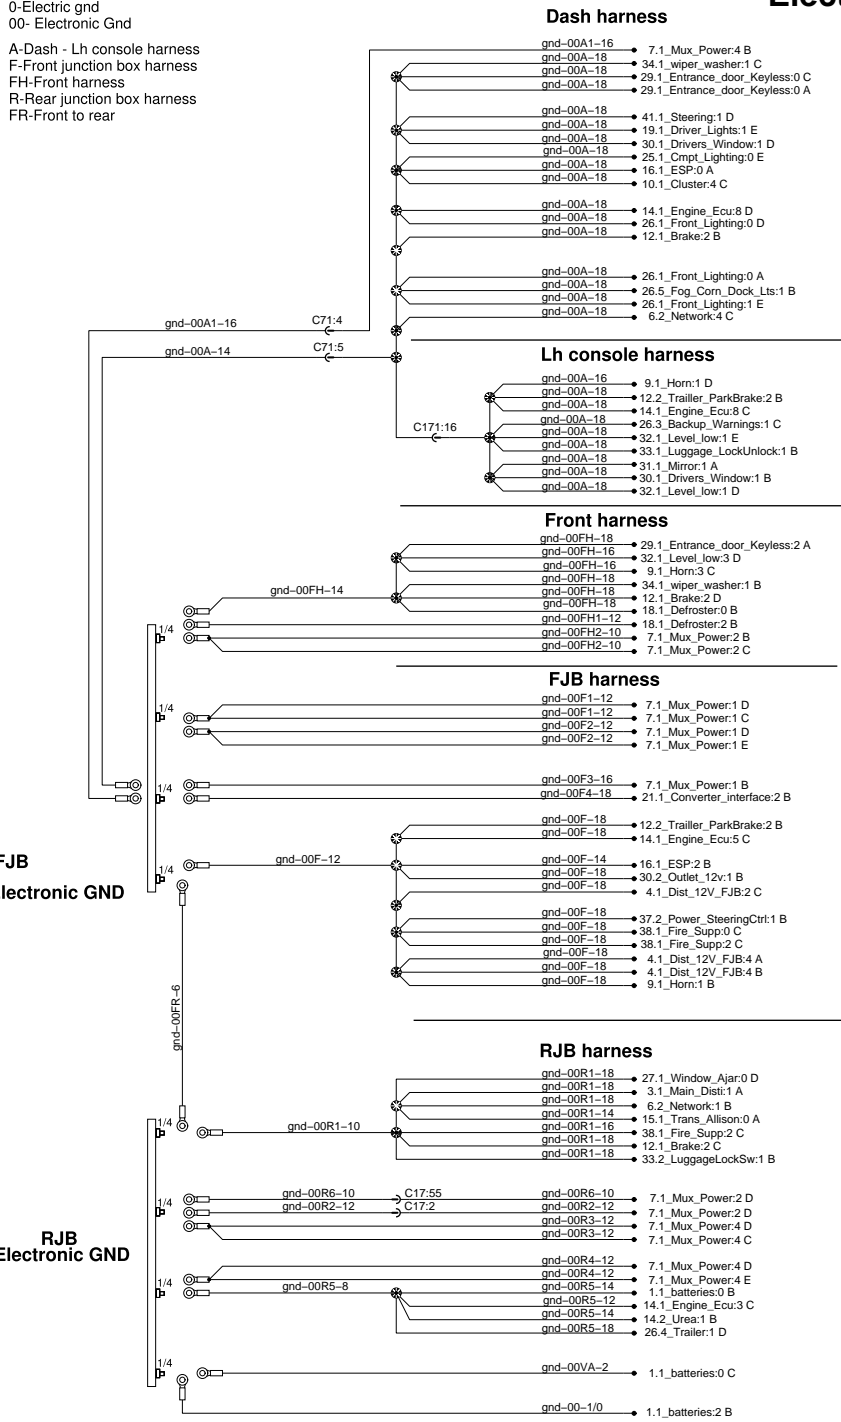 0-Electric gnd
00- Electronic Gnd
A-Dash - Lh console harness
F-Front junction box harness
FH-Front harness
R-Rear junction box harness
FR-Front to rear
Dash harness
gnd-00A1-16 7.1_Mux_Power:4 B
gnd-00A-18 34.1_wiper_washer:1 C
gnd-00A-18 29.1_Entrance_door_Keyless:0 C
gnd-00A-18 29.1_Entrance_door_Keyless:0 A
gnd-00A-18 41.1_Steering:1 D
gnd-00A-18 19.1_Driver_Lights:1 E
gnd-00A-18 30.1_Drivers_Window:1 D
gnd-00A-18 25.1_Cmpt_Lighting:0 E
gnd-00A-18 16.1_ESP:0 A
gnd-00A-18 10.1_Cluster:4 C
gnd-00A-18 14.1_Engine_Ecu:8 D
gnd-00A-18 26.1_Front_Lighting:0 D
gnd-00A-18 12.1_Brake:2 B
gnd-00A-18 26.1_Front_Lighting:0 A
gnd-00A-18 26.5_Fog_Corn_Dock_Lts:1 B
gnd-00A-18 26.1_Front_Lighting:1 E
gnd-00A-18 6.2_Network:4 C
gnd-00A1-16 C71:4
gnd-00A-14 C71:5
Lh console harness
gnd-00A-16 9.1_Horn:1 D
gnd-00A-18 12.2_Trailler_ParkBrake:2 B
gnd-00A-18 14.1_Engine_Ecu:8 C
gnd-00A-18 26.3_Backup_Warnings:1 C
C171:16 gnd-00A-18 32.1_Level_low:1 E
gnd-00A-18 33.1_Luggage_LockUnlock:1 B
gnd-00A-18 31.1_Mirror:1 A
gnd-00A-18 30.1_Drivers_Window:1 B
gnd-00A-18 32.1_Level_low:1 D
Front harness
gnd-00FH-18 29.1_Entrance_door_Keyless:2 A
gnd-00FH-16 32.1_Level_low:3 D
gnd-00FH-16 9.1_Horn:3 C
gnd-00FH-18 34.1_wiper_washer:1 B
gnd-00FH-14 gnd-00FH-18 12.1_Brake:2 D
gnd-00FH-18 18.1_Defroster:0 B
1/4 gnd-00FH1-12 18.1_Defroster:2 B
gnd-00FH2-10 7.1_Mux_Power:2 B
gnd-00FH2-10 7.1_Mux_Power:2 C
FJB harness
gnd-00F1-12 7.1_Mux_Power:1 D
1/4 gnd-00F1-12 7.1_Mux_Power:1 C
gnd-00F2-12 7.1_Mux_Power:1 D
gnd-00F2-12 7.1_Mux_Power:1 E
1/4 gnd-00F3-16 7.1_Mux_Power:1 B
gnd-00F4-18 21.1_Converter_interface:2 B
gnd-00F-18 12.2_Trailler_ParkBrake:2 B
gnd-00F-18 14.1_Engine_Ecu:5 C
FJB
1/4 gnd-00F-12 gnd-00F-14 16.1_ESP:2 B
gnd-00F-18 30.2_Outlet_12v:1 B
gnd-00F-18 4.1_Dist_12V_FJB:2 C
Electronic GND
gnd-00F-18 37.2_Power_SteeringCtrl:1 B
gnd-00F-18 38.1_Fire_Supp:0 C
gnd-00F-18 38.1_Fire_Supp:2 C
gnd-00F-18 4.1_Dist_12V_FJB:4 A
gnd-00F-18 4.1_Dist_12V_FJB:4 B
gnd-00F-18 9.1_Horn:1 B
gnd-00FR-6
RJB harness
gnd-00R1-18 27.1_Window_Ajar:0 D
gnd-00R1-18 3.1_Main_Disti:1 A
gnd-00R1-18 6.2_Network:1 B
gnd-00R1-14 15.1_Trans_Allison:0 A
1/4 gnd-00R1-10 gnd-00R1-16 38.1_Fire_Supp:2 C
gnd-00R1-18 12.1_Brake:2 C
gnd-00R1-18 33.2_LuggageLockSw:1 B
1/4 gnd-00R6-10 C17:55 gnd-00R6-10 7.1_Mux_Power:2 D
gnd-00R2-12 C17:2 gnd-00R2-12 7.1_Mux_Power:2 D
gnd-00R3-12 7.1_Mux_Power:4 D
gnd-00R3-12 7.1_Mux_Power:4 C
RJB
Electronic GND
gnd-00R4-12 7.1_Mux_Power:4 D
gnd-00R4-12 7.1_Mux_Power:4 E
1/4 gnd-00R5-8 gnd-00R5-14 1.1_batteries:0 B
gnd-00R5-12 14.1_Engine_Ecu:3 C
gnd-00R5-14 14.2_Urea:1 B
gnd-00R5-18 26.4_Trailer:1 D
1/4 gnd-00VA-2 1.1_batteries:0 C
gnd-00-1/0 1.1_batteries:2 B